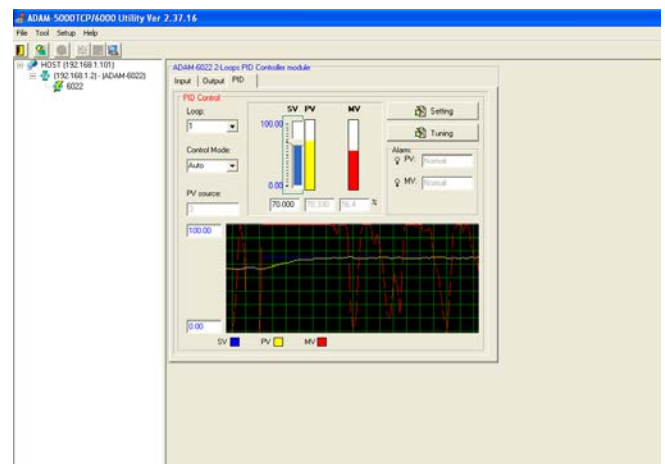 ADAM-5000TCP/6000 Utility Ver 2.37.16
File Tool Setup Help
HOST (192.168.1.101)
(192.168.1.2) - (ADAM-6022)
6022
ADAM-6022 2-Loops PID Controller module
Input Output PID
PID Control
Loop:
1
Control Mode:
Auto
PV source:
3
SV PV MV
100.00
0.00
70.000 70.330 %
Setting
Tuning
Alarm:
PV: Normal
MV: Normal
100.00
0.00
SV PV MV